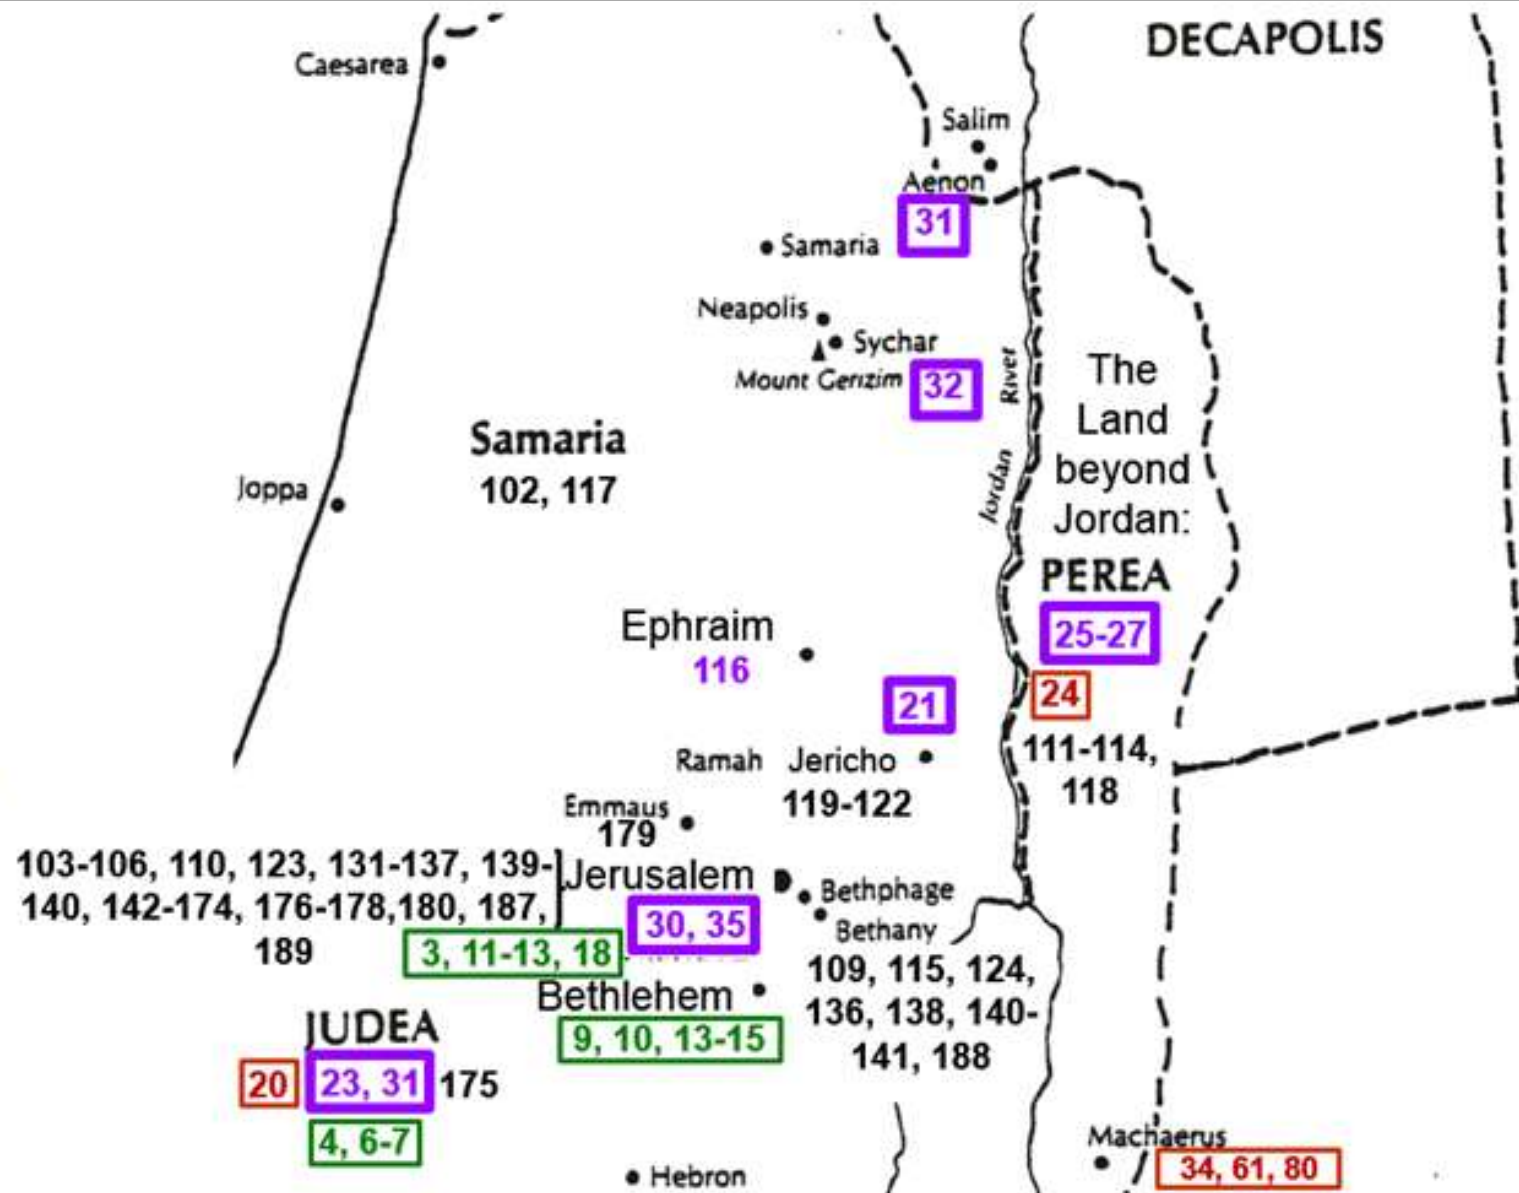 DECAPOLIS
Caesarea
Salim
Aenon
31
Samaria
Neapolis
Sychar
Mount Gerizim
32
River
Jordan
The
Land
beyond
Jordan:
PEREA
25-27
24
111-114,
118
Samaria
102, 117
Joppa
Ephraim
116
21
Ramah
Jericho
119-122
Emmaus
179
103-106, 110, 123, 131-137, 139-
140, 142-174, 176-178,180, 187,
189
Jerusalem
30, 35
3, 11-13, 18
Bethphage
Bethany
109, 115, 124,
136, 138, 140-
141, 188
Bethlehem
9, 10, 13-15
JUDEA
20
23, 31
175
4, 6-7
Hebron
Machaerus
34, 61, 80